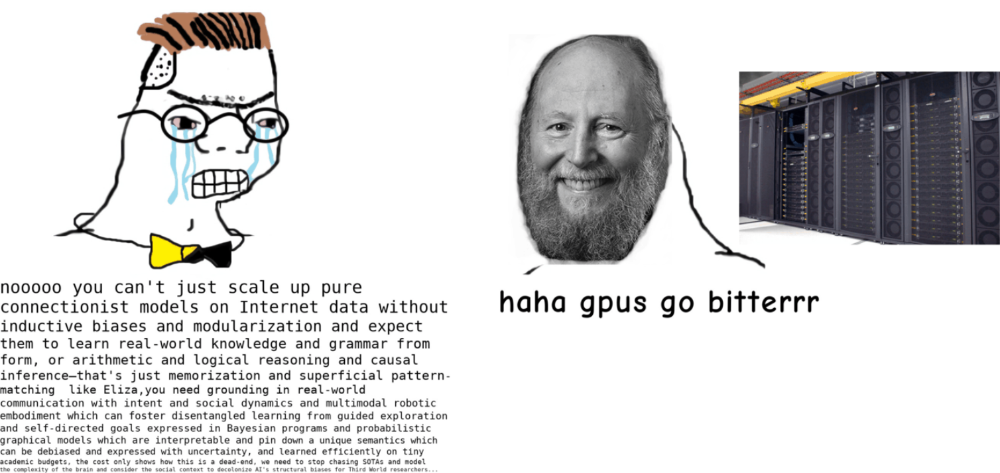 nooooo you can't just scale up pure
connectionist models on Internet data without
inductive biases and modularization and expect
them to learn real-world knowledge and grammar from
form, or arithmetic and logical reasoning and causal
inference—that's just memorization and superficial pattern-
matching  like Eliza,you need grounding in real-world
communication with intent and social dynamics and multimodal robotic
embodiment which can foster disentangled learning from guided exploration
and self-directed goals expressed in Bayesian programs and probabilistic
graphical models which are interpretable and pin down a unique semantics which
can be debiased and expressed with uncertainty, and learned efficiently on tiny
academic budgets, the cost only shows how this is a dead-end, we need to stop chasing SOTAs and model
the complexity of the brain and consider the social context to decolonize AI's structural biases for Third World researchers...
haha gpus go bitterrr